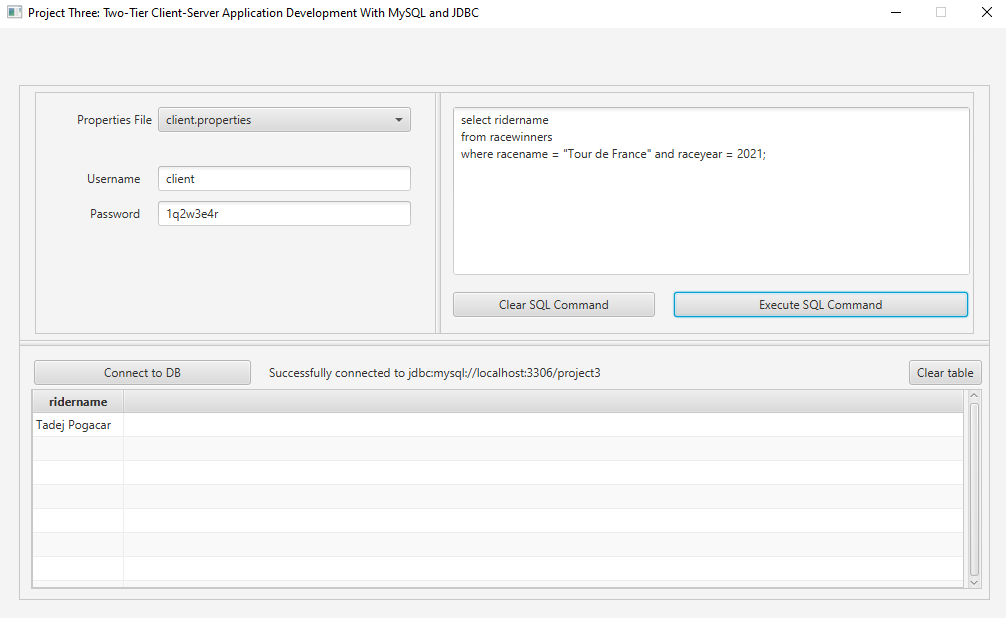 Project Three: Two-Tier Client-Server Application Development With MySQL and JDBC
Properties File
client.properties
Username
client
Password
1q2w3e4r
select ridername
from racewinners
where racename = "Tour de France" and raceyear = 2021;
Clear SQL Command
Execute SQL Command
Connect to DB
Successfully connected to jdbc:mysql://localhost:3306/project3
Clear table
ridername
Tadej Pogacar